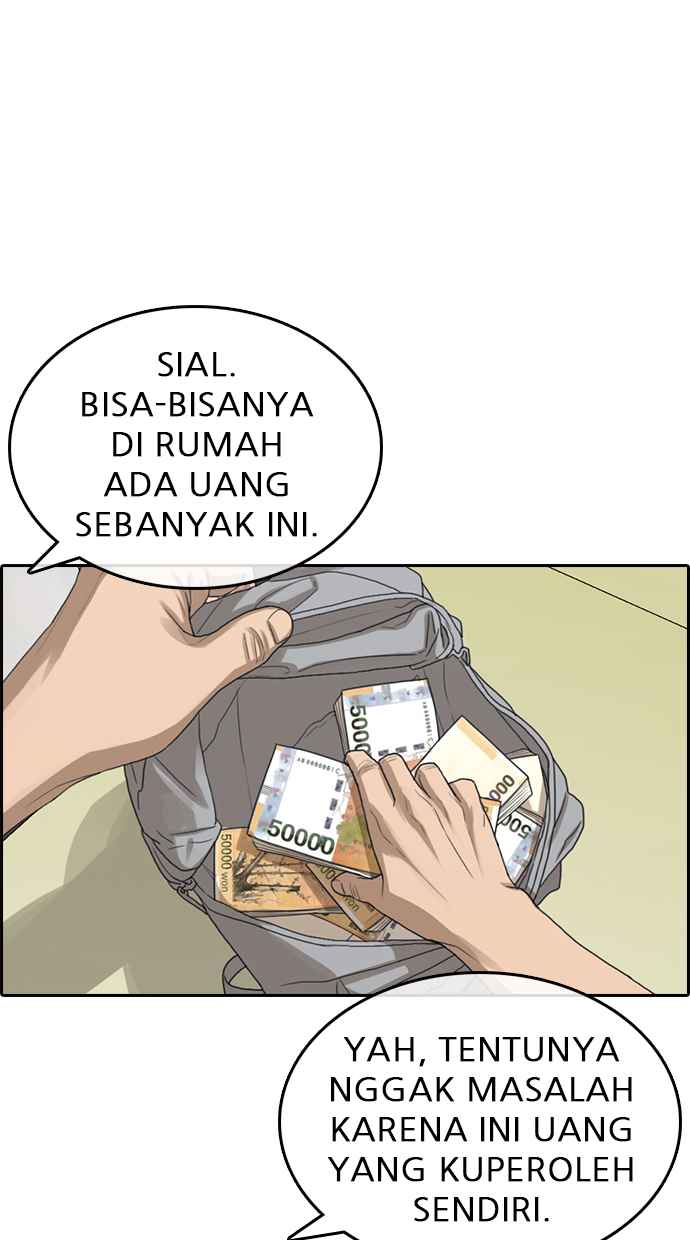 SIAL.
BISA-BISANYA
DI RUMAH
ADA UANG
SEBANYAK INI.
50000
50000
50000 won
YAH, TENTUNYA
NGGAK MASALAH
KARENA INI UANG
YANG KUPEROLEH
SENDIRI.